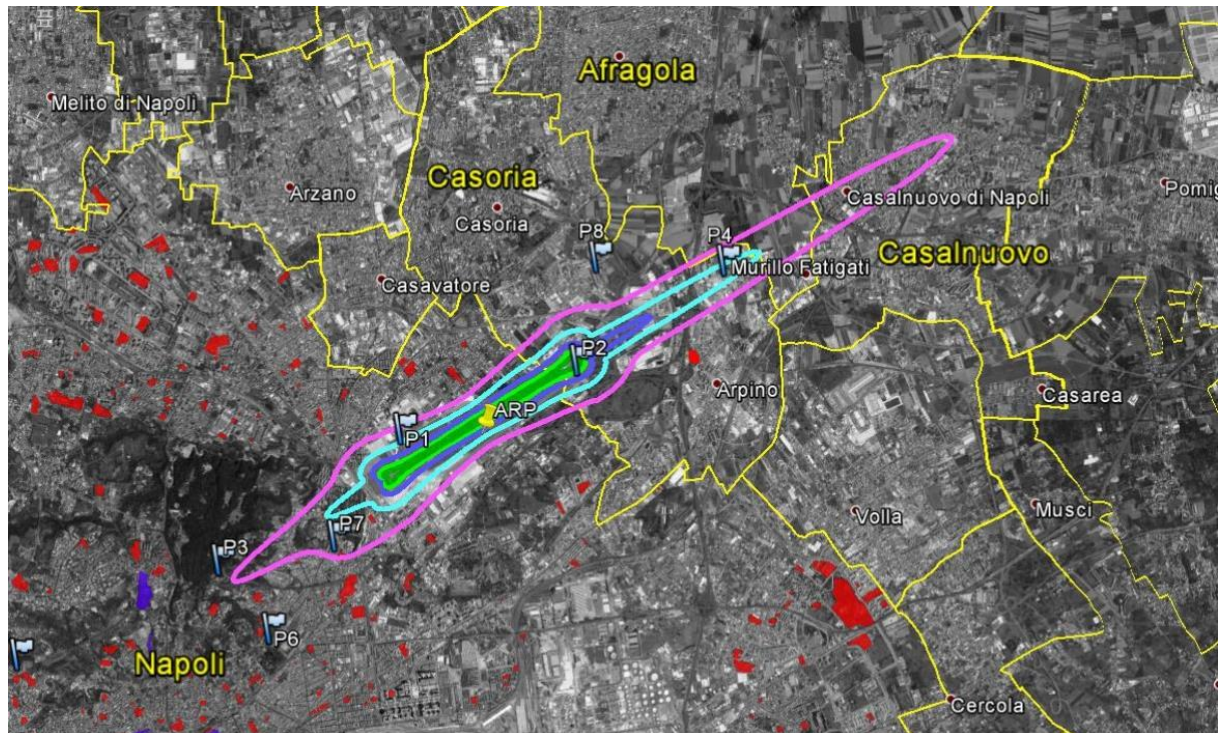 Afragola
Melito di Napoli
Casoria
Arzano
Casoria
Casalnuovo di Napoli
Pomig
P8
P4
Casalnuovo
Murillo Fatigati
Casavatore
P2
Arpino
Casarea
ARP
P1
Volla
Musci
P7
P3
P6
Napoli
Cercola